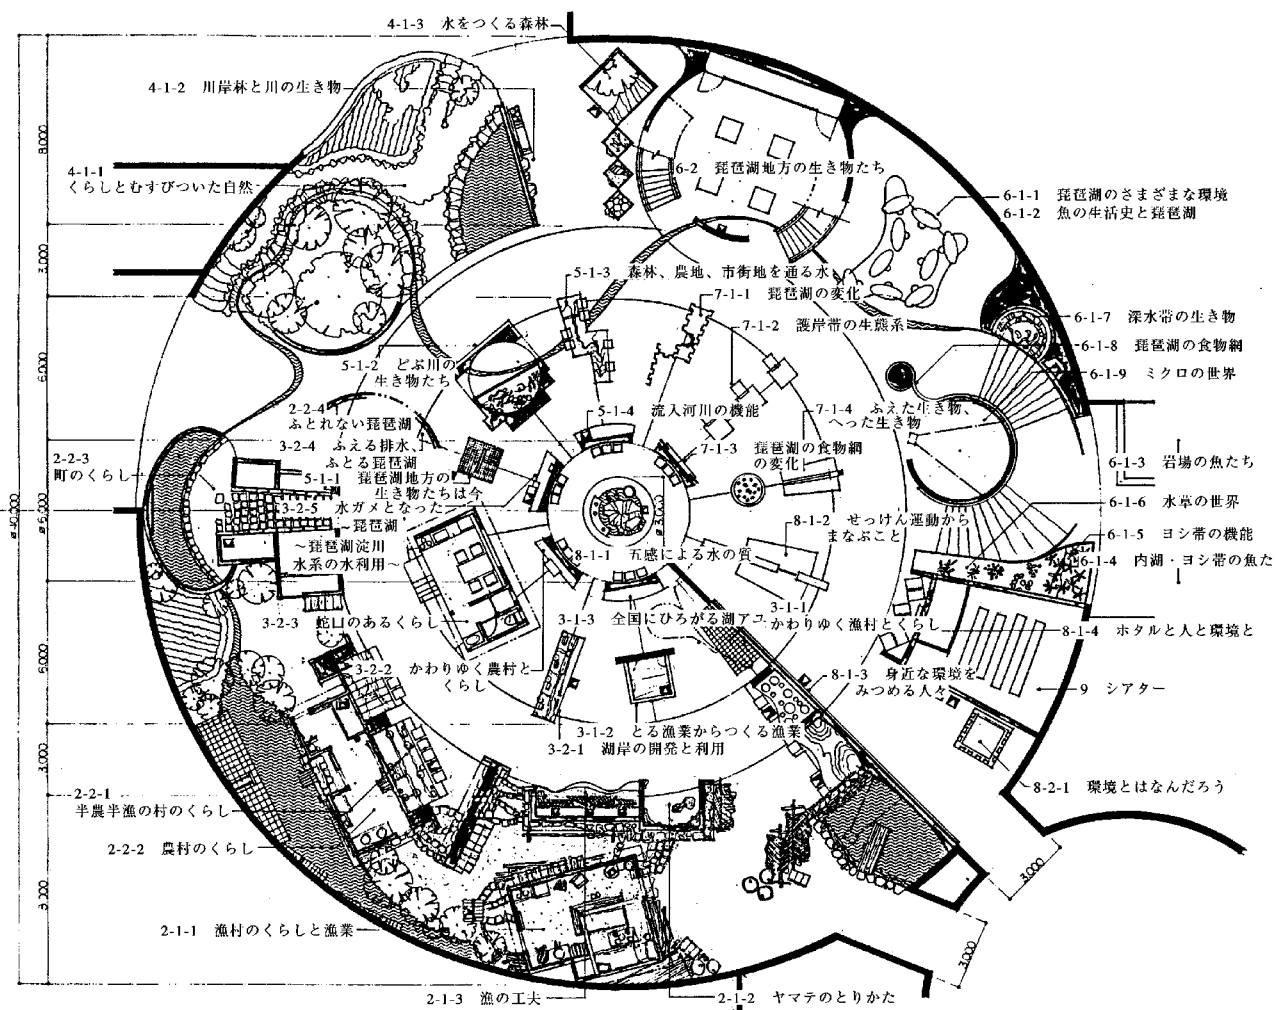 4-1-3 水をつくる森林
4-1-2 川岸林と川の生き物
4-1-1
くらしとむすびついた自然
6-2 琵琶湖地方の生き物たち
6-1-1 琵琶湖のさまざまな環境
6-1-2 魚の生活史と琵琶湖
5-1-3 森林、農地、市街地を通る水
7-1-1 琵琶湖の変化
7-1-2 護岸帯の生態系
6-1-7 深水帯の生き物
6-1-8 琵琶湖の食物網
6-1-9 ミクロの世界
5-1-2 どぶ川の
生き物たち
2-2-4
ふとれない琵琶湖
3-2-4 ふえる排水、
ふとる琵琶湖
5-1-4 流入河川の機能
7-1-4 ふえた生き物、
へった生き物
7-1-3 琵琶湖の食物網
の変化
2-2-3
町のくらし
5-1-1 琵琶湖地方の
生き物たちは今
3-2-5 水ガメとなった
~琵琶湖
~琵琶湖淀川
水系の水利用~
6-1-3 岩場の魚たち
6-1-6 水草の世界
6-1-5 ヨシ帯の機能
6-1-4 内湖・ヨシ帯の魚た
8-1-2 せっけん運動から
まなぶこと
8-1-1 五感による水の質
3-2-3 蛇口のあるくらし
3-1-3 全国にひろがる湖アユ
3-1-1
かわりゆく漁村とくらし
8-1-4 ホタルと人と環境と
3-2-2 かわりゆく農村と
くらし
8-1-3 身近な環境を
みつめる人々
9 シアター
3-1-2 とる漁業からつくる漁業
3-2-1 湖岸の開発と利用
8-2-1 環境とはなんだろう
2-2-1
半農半漁の村のくらし
2-2-2 農村のくらし
2-1-1 漁村のくらしと漁業
2-1-3 漁の工夫
2-1-2 ヤマテのとりかた
8,000
3,000
6,000
6,000
3,000
3,000
3,000
3,000